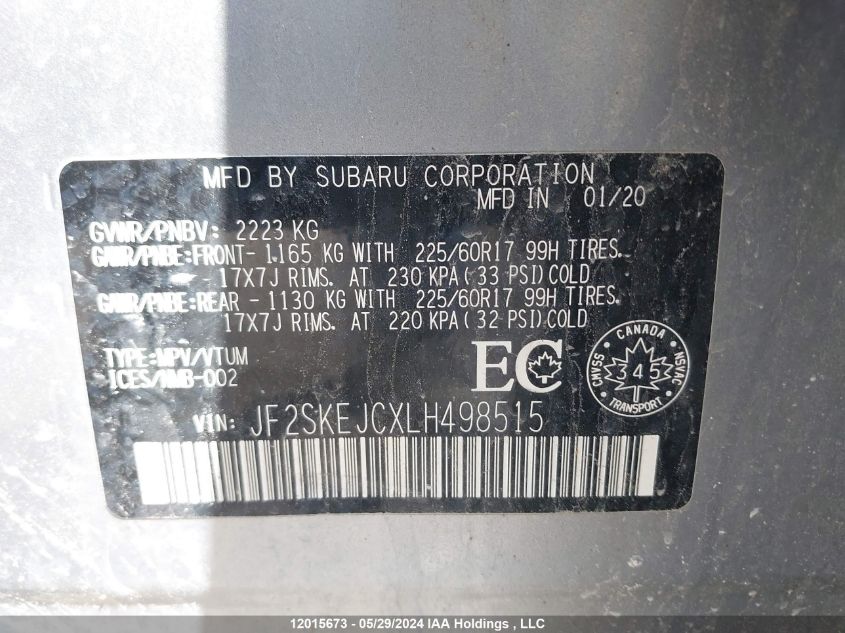 MFD BY SUBARU CORPORATION
MFD IN 01/20
GVWR/PNBV: 2223 KG
GAWR/PNBE:FRONT- 1165 KG WITH 225/60R17 99H TIRES.
17X7J RIMS. AT 230 KPA(33 PSI)COLD
GAWR/PNBE:REAR - 1130 KG WITH 225/60R17 99H TIRES.
17X7J RIMS. AT 220 KPA(32 PSI)COLD
TYPE:MPV/VTUM
ICES/NMB-002
EC
CANADA
CMVSS 345 NSVAC
TRANSPORT
VIN: JF2SKEJCXLH498515
12015673 - 05/29/2024 IAA Holdings , LLC